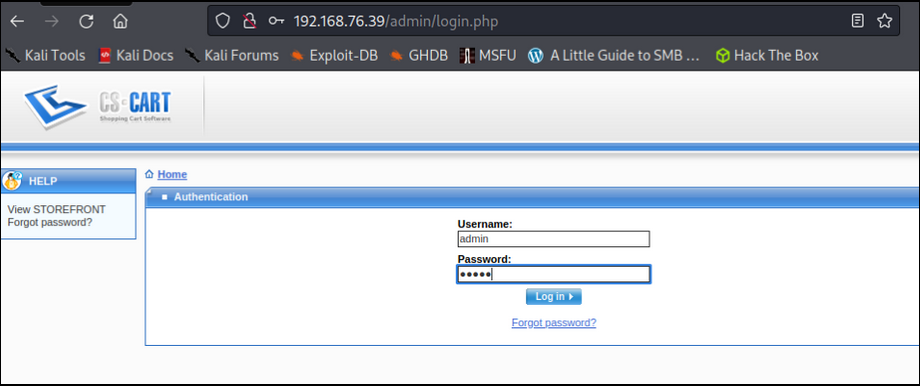 192.168.76.39/admin/login.php
Kali Tools Kali Docs Kali Forums Exploit-DB GHDB MSFU A Little Guide to SMB ... Hack The Box
CS-CART
Shopping Cart Software
HELP
View STOREFRONT
Forgot password?
Home
Authentication
Username:
admin
Password:
•••••
Log in
Forgot password?